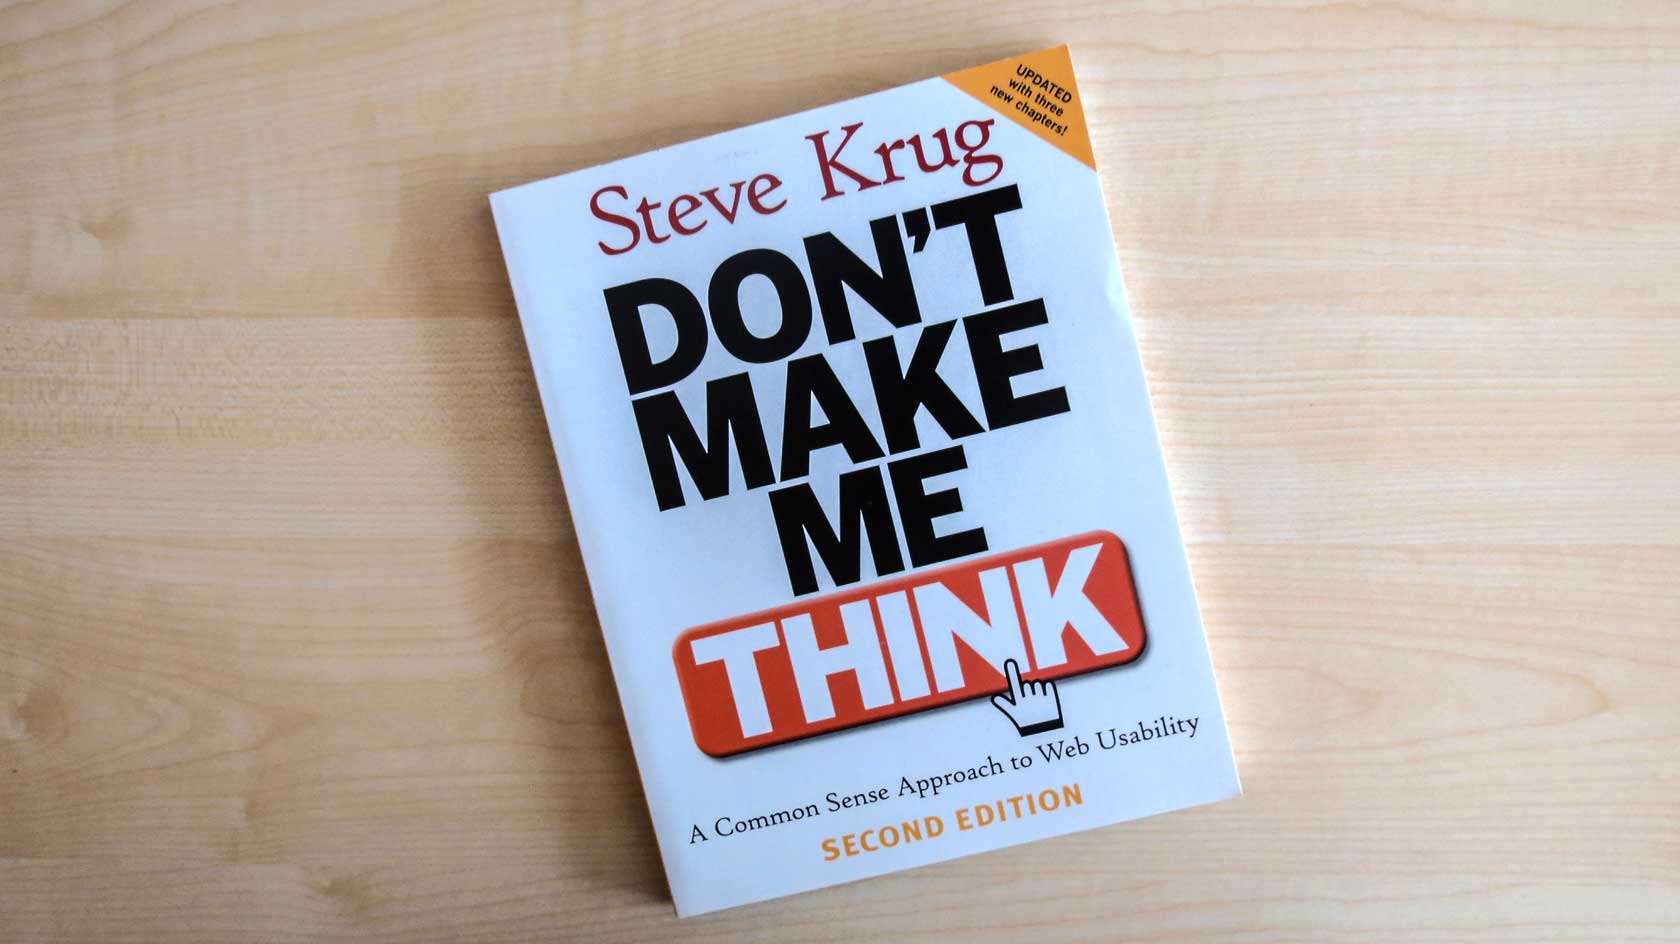 UPDATED
with three
new chapters!
Steve Krug
DON'T
MAKE
ME
THINK
A Common Sense Approach to Web Usability
SECOND EDITION